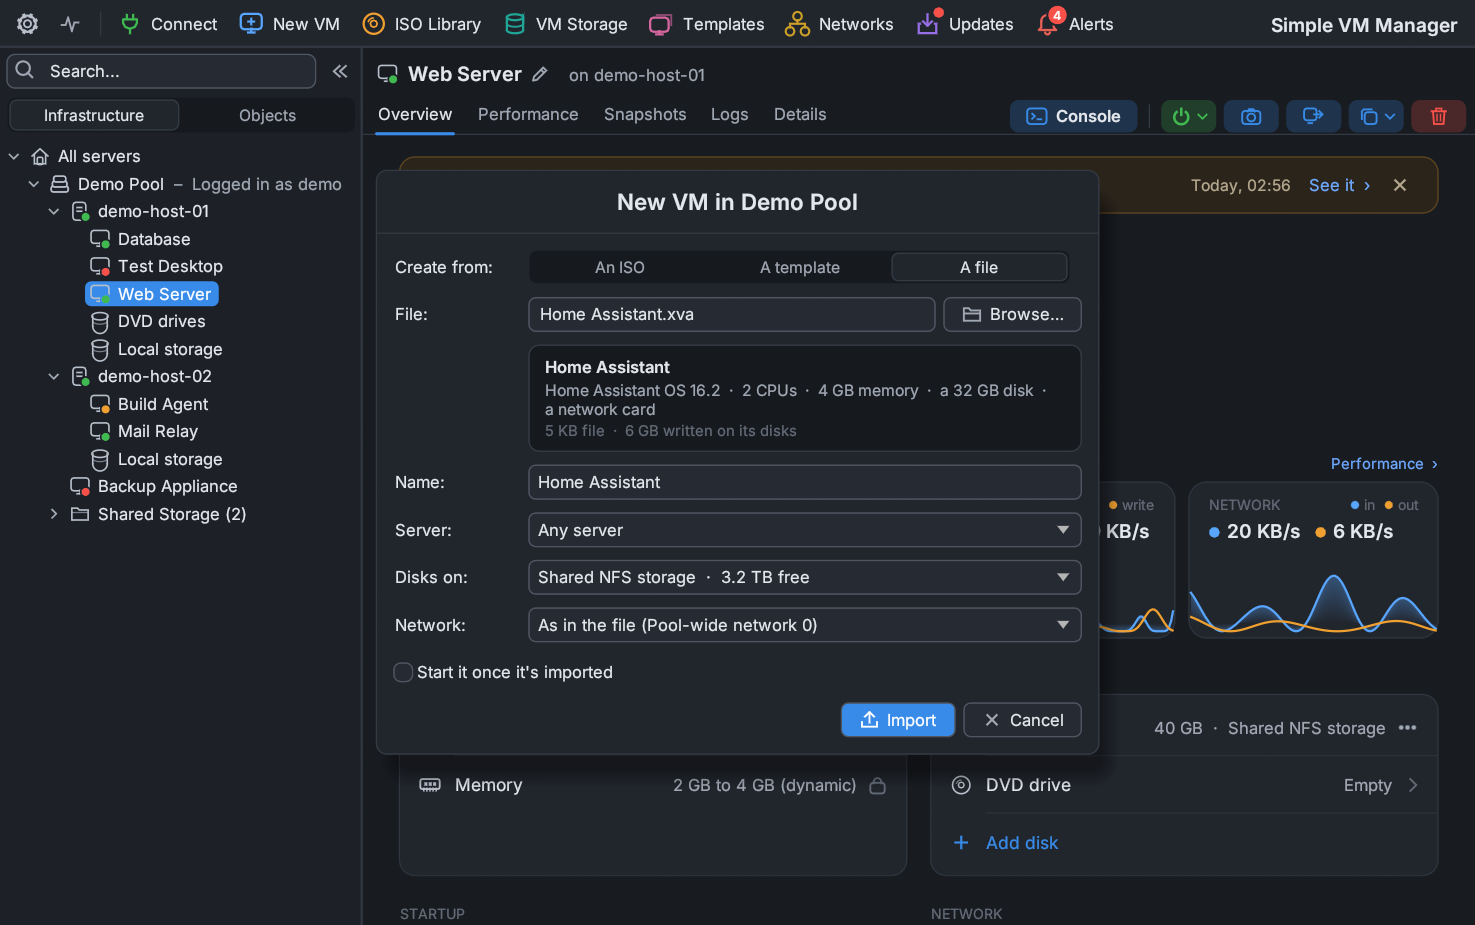 Connect
New VM
ISO Library
VM Storage
Templates
Networks
Updates
4
Alerts
Simple VM Manager
Search...
Infrastructure
Objects
All servers
Demo Pool – Logged in as demo
demo-host-01
Database
Test Desktop
Web Server
DVD drives
Local storage
demo-host-02
Build Agent
Mail Relay
Local storage
Backup Appliance
Shared Storage (2)
Web Server
on demo-host-01
Overview
Performance
Snapshots
Logs
Details
Console
Today, 02:56
See it ›
New VM in Demo Pool
Create from:
An ISO
A template
A file
File:
Home Assistant.xva
Browse...
Home Assistant
Home Assistant OS 16.2 · 2 CPUs · 4 GB memory · a 32 GB disk ·
a network card
5 KB file · 6 GB written on its disks
Name:
Home Assistant
Server:
Any server
Disks on:
Shared NFS storage · 3.2 TB free
Network:
As in the file (Pool-wide network 0)
Start it once it's imported
Import
Cancel
Performance ›
write
KB/s
NETWORK
in
out
20 KB/s
6 KB/s
40 GB · Shared NFS storage
Memory
2 GB to 4 GB (dynamic)
DVD drive
Empty
Add disk
STARTUP
NETWORK